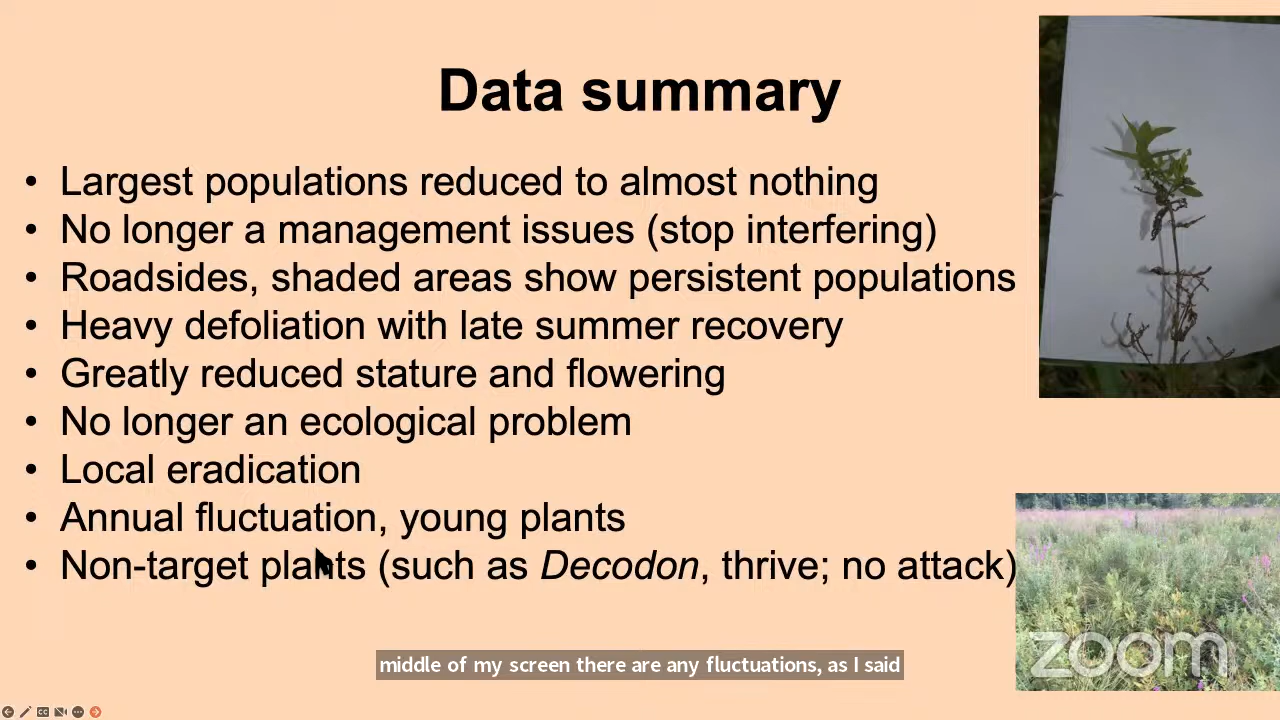 Data summary
• Largest populations reduced to almost nothing
• No longer a management issues (stop interfering)
• Roadsides, shaded areas show persistent populations
• Heavy defoliation with late summer recovery
• Greatly reduced stature and flowering
• No longer an ecological problem
• Local eradication
• Annual fluctuation, young plants
• Non-target plants (such as Decodon, thrive; no attack)
zoom
middle of my screen there are any fluctuations, as I said
CC